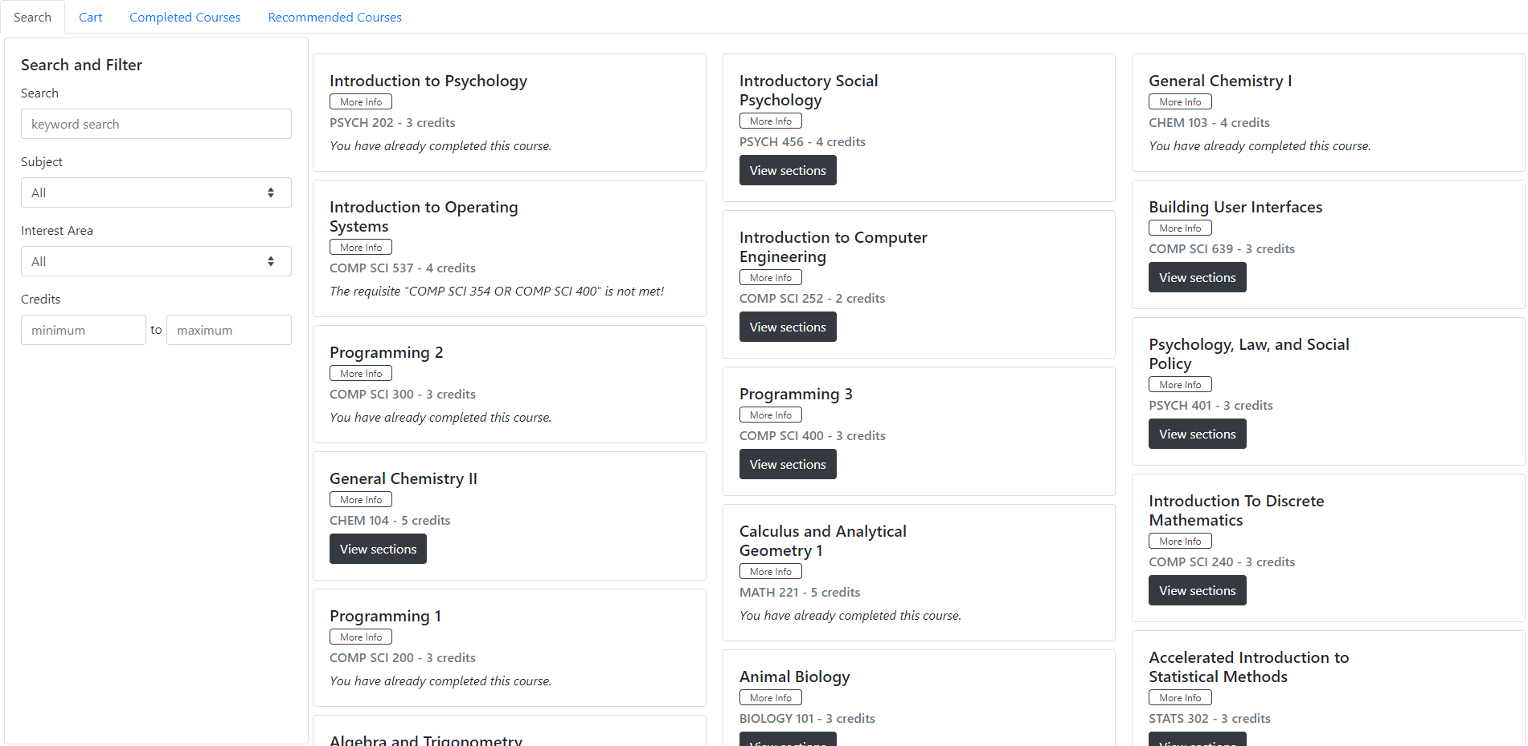 Search
Cart
Completed Courses
Recommended Courses
Search and Filter
Search
keyword search
Subject
All
Interest Area
All
Credits
minimum
to
maximum
Introduction to Psychology
More Info
PSYCH 202 - 3 credits
You have already completed this course.
Introduction to Operating
Systems
More Info
COMP SCI 537 - 4 credits
The requisite "COMP SCI 354 OR COMP SCI 400" is not met!
Programming 2
More Info
COMP SCI 300 - 3 credits
You have already completed this course.
General Chemistry II
More Info
CHEM 104 - 5 credits
View sections
Programming 1
More Info
COMP SCI 200 - 3 credits
You have already completed this course.
Algebra and Trigonometry
Introductory Social
Psychology
More Info
PSYCH 456 - 4 credits
View sections
Introduction to Computer
Engineering
More Info
COMP SCI 252 - 2 credits
View sections
Programming 3
More Info
COMP SCI 400 - 3 credits
View sections
Calculus and Analytical
Geometry 1
More Info
MATH 221 - 5 credits
You have already completed this course.
Animal Biology
More Info
BIOLOGY 101 - 3 credits
View sections
General Chemistry I
More Info
CHEM 103 - 4 credits
You have already completed this course.
Building User Interfaces
More Info
COMP SCI 639 - 3 credits
View sections
Psychology, Law, and Social
Policy
More Info
PSYCH 401 - 3 credits
View sections
Introduction To Discrete
Mathematics
More Info
COMP SCI 240 - 3 credits
View sections
Accelerated Introduction to
Statistical Methods
More Info
STATS 302 - 3 credits
View sections